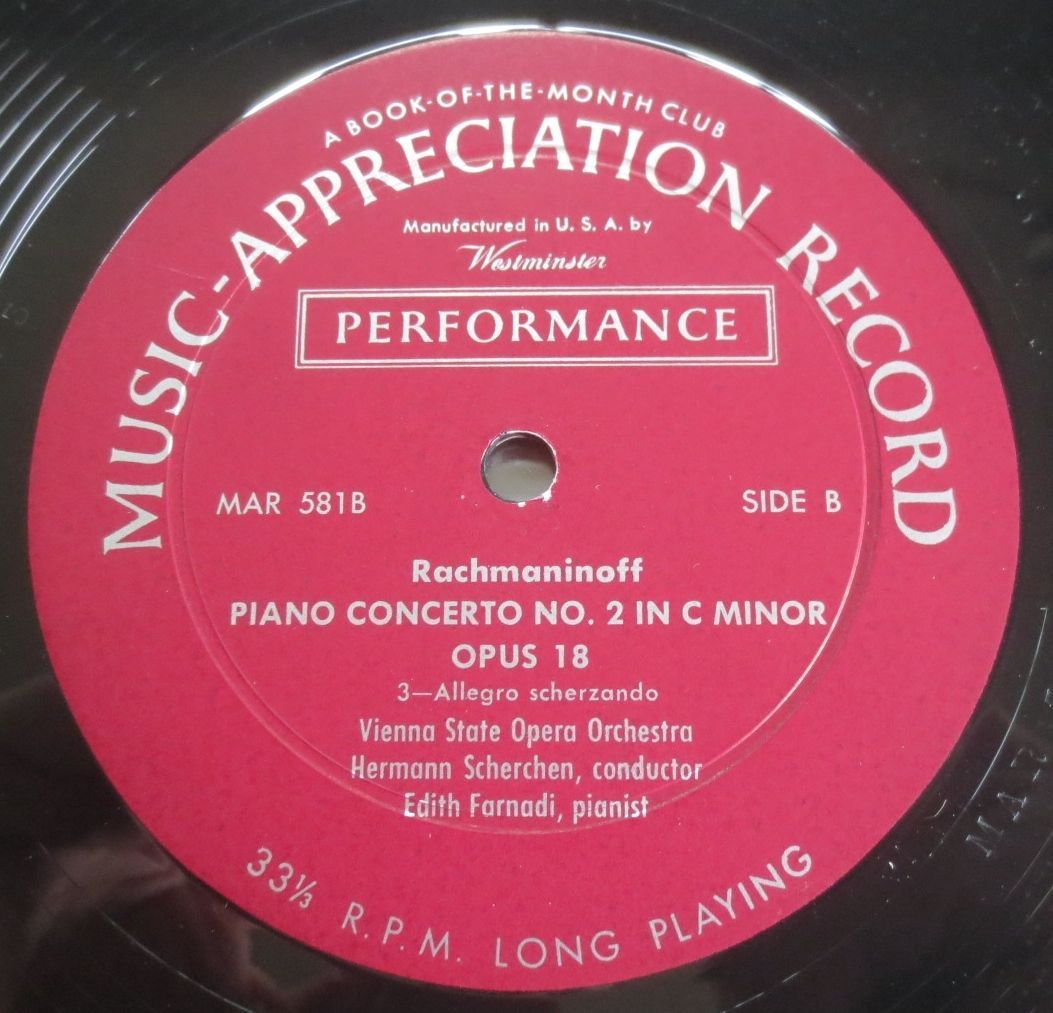 A BOOK-OF-THE-MONTH CLUB
MUSIC-APPRECIATION RECORD
Manufactured in U. S. A. by
Westminster
PERFORMANCE
MAR 581B
SIDE B
Rachmaninoff
PIANO CONCERTO NO. 2 IN C MINOR
OPUS 18
3—Allegro scherzando
Vienna State Opera Orchestra
Hermann Scherchen, conductor
Edith Farnadi, pianist
33⅓ R.P.M. LONG PLAYING